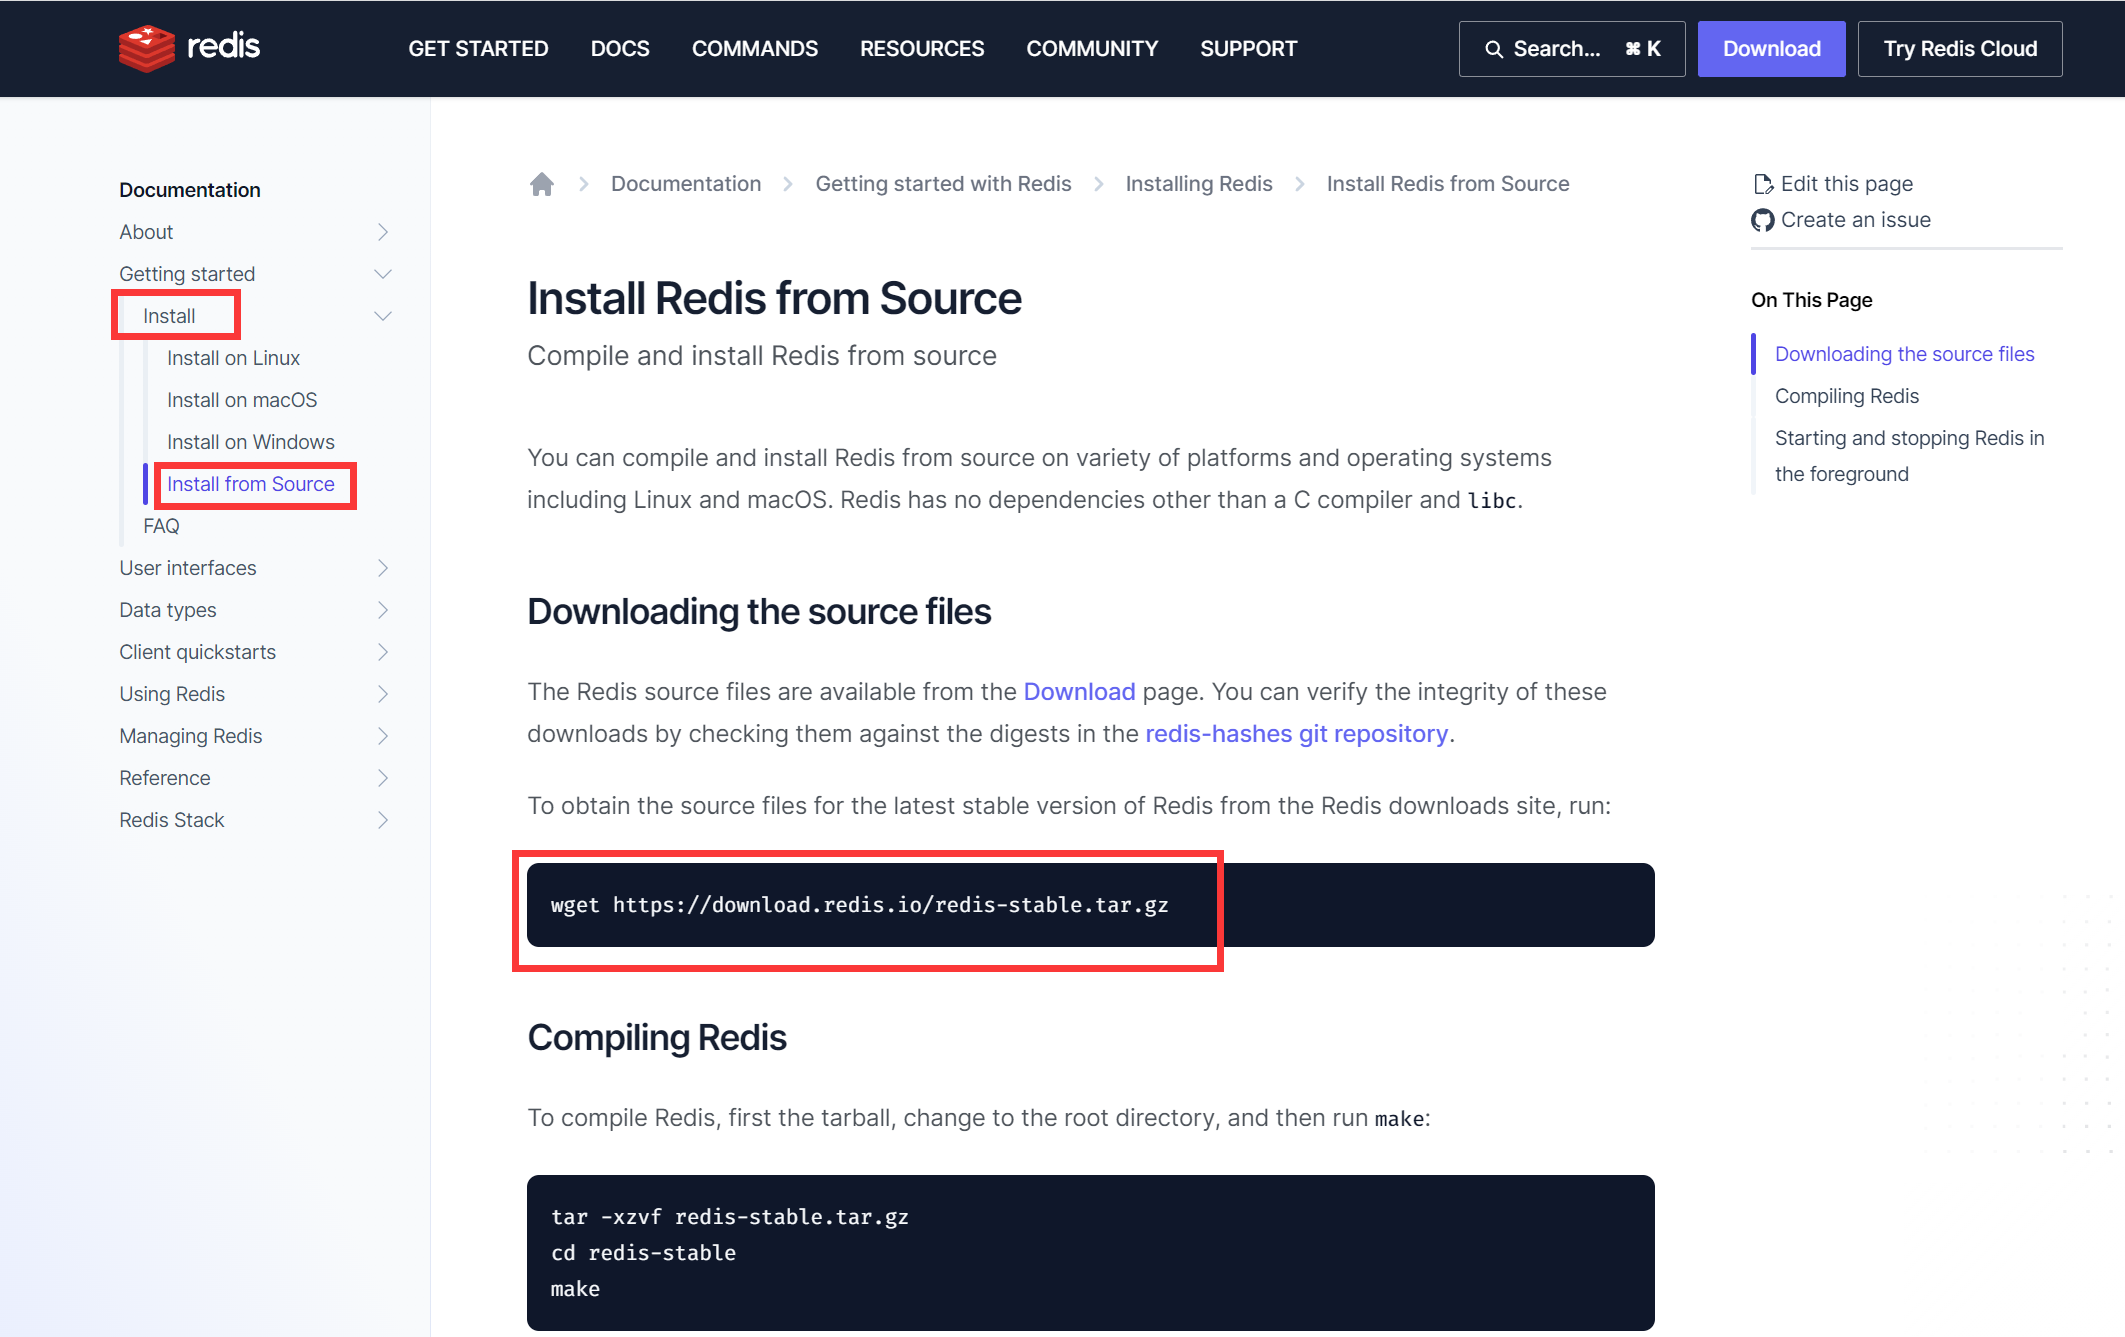 redis
GET STARTED
DOCS
COMMANDS
RESOURCES
COMMUNITY
SUPPORT
Search... ⌘ K
Download
Try Redis Cloud
Documentation
About
Getting started
Install
Install on Linux
Install on macOS
Install on Windows
Install from Source
FAQ
User interfaces
Data types
Client quickstarts
Using Redis
Managing Redis
Reference
Redis Stack
Documentation
Getting started with Redis
Installing Redis
Install Redis from Source
Install Redis from Source
Compile and install Redis from source
You can compile and install Redis from source on variety of platforms and operating systems
including Linux and macOS. Redis has no dependencies other than a C compiler and libc.
Downloading the source files
The Redis source files are available from the Download page. You can verify the integrity of these
downloads by checking them against the digests in the redis-hashes git repository.
To obtain the source files for the latest stable version of Redis from the Redis downloads site, run:
wget https://download.redis.io/redis-stable.tar.gz
Compiling Redis
To compile Redis, first the tarball, change to the root directory, and then run make:
tar -xzvf redis-stable.tar.gz
cd redis-stable
make
Edit this page
Create an issue
On This Page
Downloading the source files
Compiling Redis
Starting and stopping Redis in
the foreground